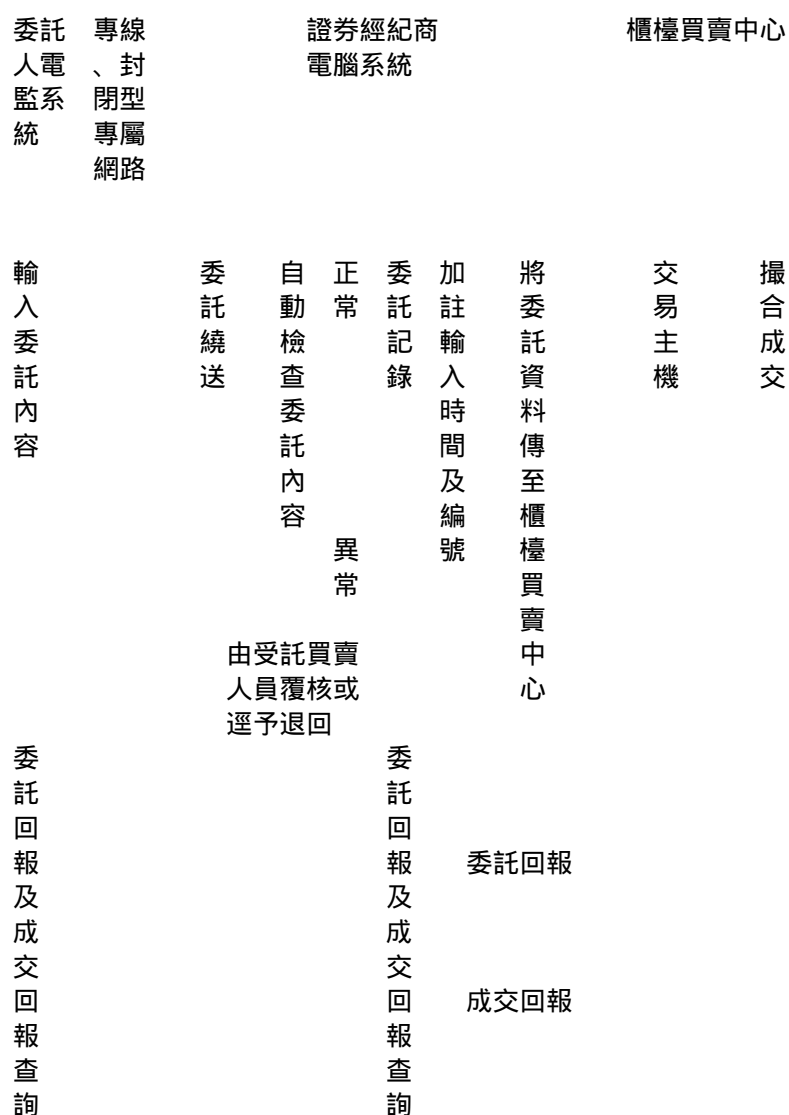 委託人電監系統
專線、封閉型專屬網路
證券經紀商
電腦系統
櫃檯買賣中心
輸入委託內容
委託繞送
自動檢查委託內容
正常
異常
委託記錄
加註輸入時間及編號
將委託資料傳至櫃檯買賣中心
交易主機
撮合成交
由受託買賣
人員覆核或
逕予退回
委託回報及成交回報查詢
委託回報及成交回報查詢
委託回報
成交回報